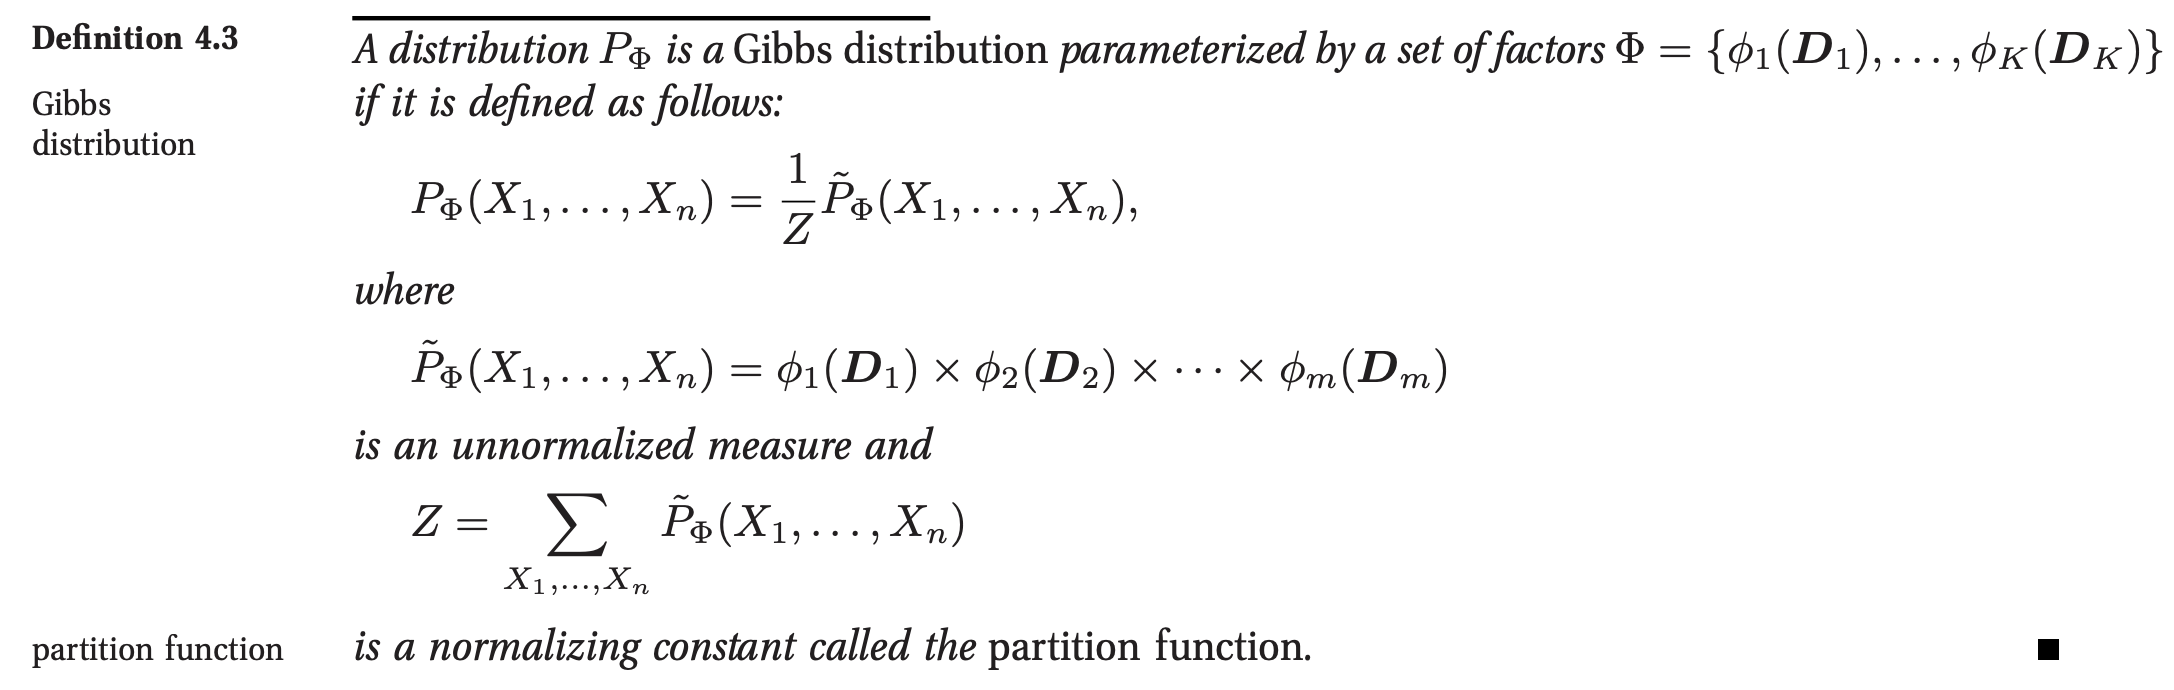 Definition 4.3
A distribution P_Φ is a Gibbs distribution parameterized by a set of factors Φ = {ϕ_1(D_1), . . . , ϕ_K(D_K)}
Gibbs
distribution
if it is defined as follows:
P_Φ(X_1, . . . , X_n) = \frac{1}{Z} P̃_Φ(X_1, . . . , X_n),
where
P̃_Φ(X_1, . . . , X_n) = ϕ_1(D_1) × ϕ_2(D_2) × · · · × ϕ_m(D_m)
is an unnormalized measure and
Z = ∑_{X_1,...,X_n} P̃_Φ(X_1, . . . , X_n)
partition function
is a normalizing constant called the partition function. ■